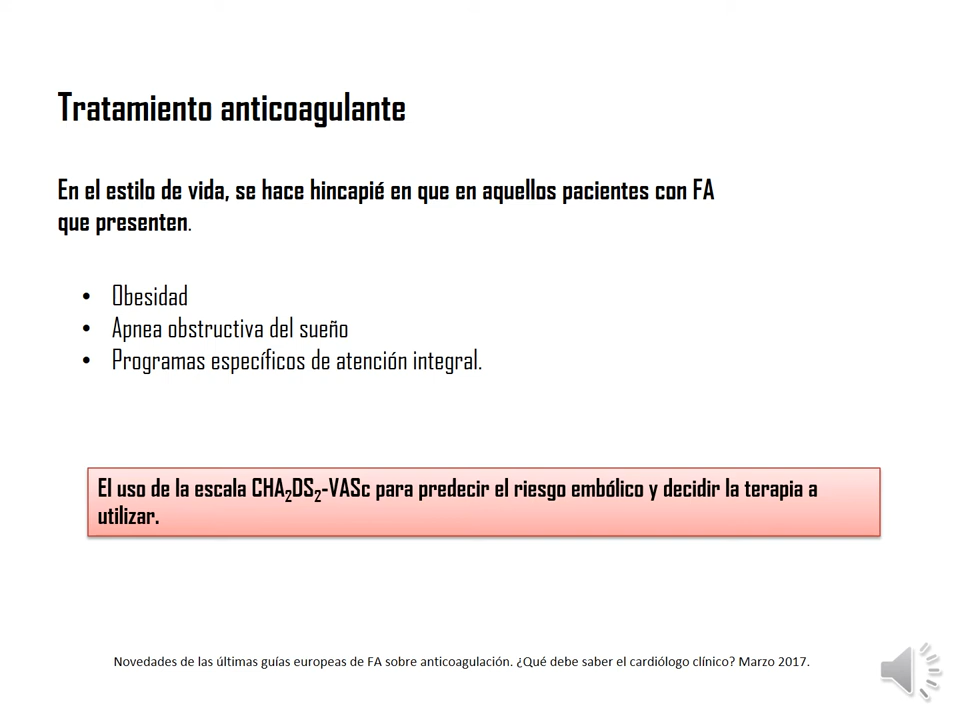 Tratamiento anticoagulante
En el estilo de vida, se hace hincapié en que en aquellos pacientes con FA
que presenten.
• Obesidad
• Apnea obstructiva del sueño
• Programas específicos de atención integral.
El uso de la escala CHA₂DS₂-VASc para predecir el riesgo embólico y decidir la terapia a
utilizar.
Novedades de las últimas guías europeas de FA sobre anticoagulación. ¿Qué debe saber el cardiólogo clínico? Marzo 2017.